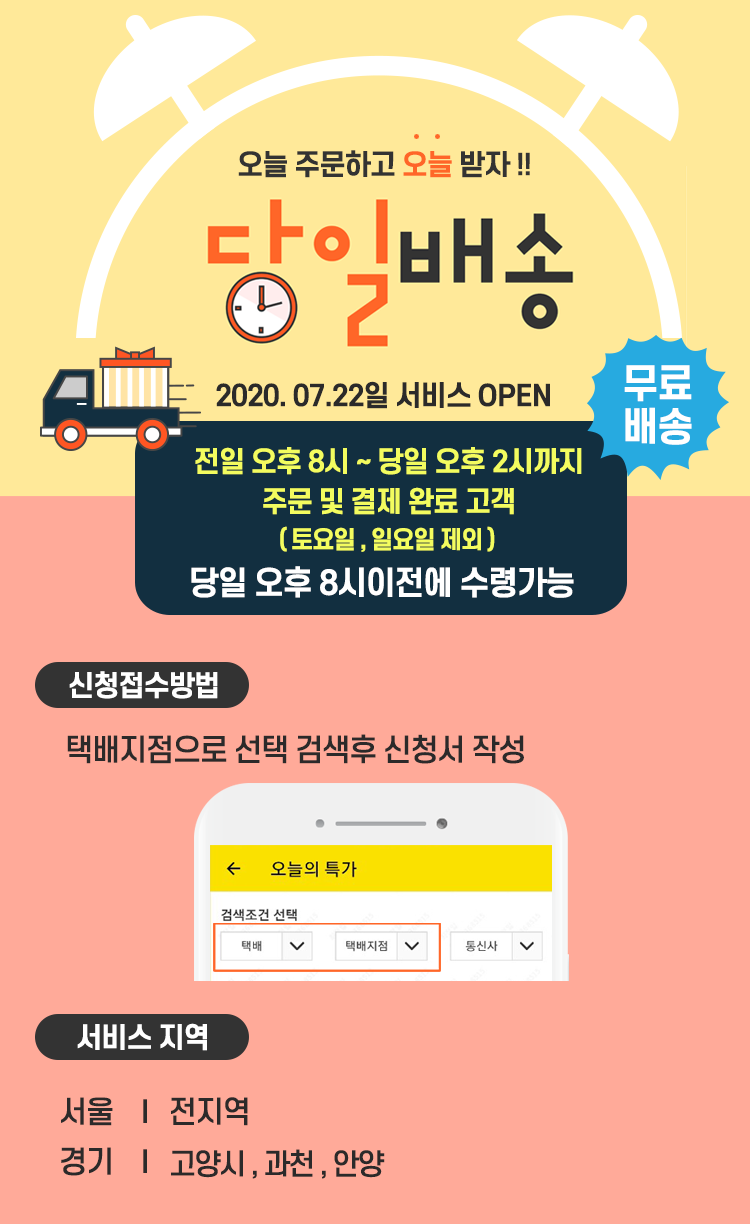 오늘 주문하고 오늘 받자 !!
당일배송
2020. 07.22일 서비스 OPEN
무료
배송
전일 오후 8시 ~ 당일 오후 2시까지
주문 및 결제 완료 고객
( 토요일 , 일요일 제외 )
당일 오후 8시이전에 수령가능
신청접수방법
택배지점으로 선택 검색후 신청서 작성
오늘의 특가
검색조건 선택
택배 택배지점 통신사
서비스 지역
서울 I 전지역
경기 I 고양시 , 과천 , 안양